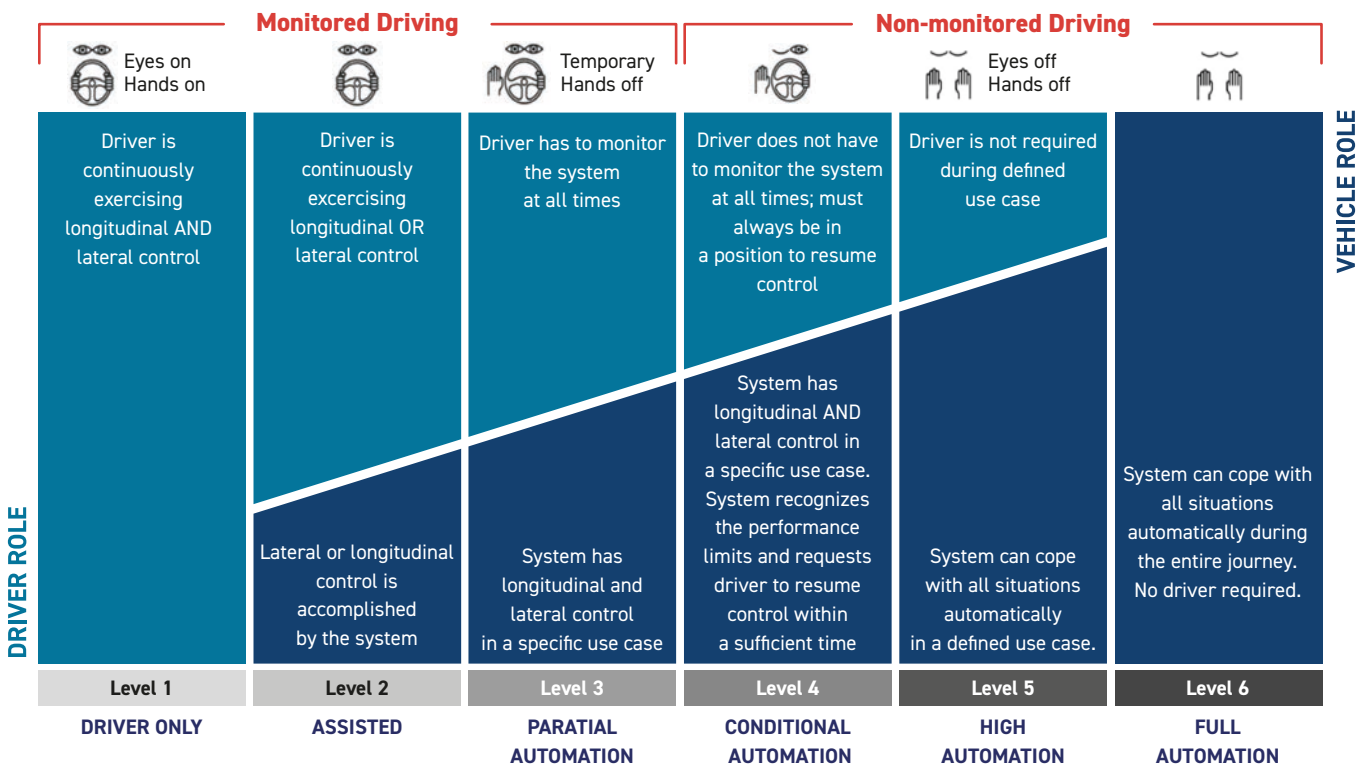 Monitored Driving
Non-monitored Driving
Eyes on
Hands on
Temporary
Hands off
Eyes off
Hands off
Driver is
continuously
exercising
longitudinal AND
lateral control
Driver is
continuously
excercising
longitudinal OR
lateral control
Driver has to monitor
the system
at all times
Driver does not have
to monitor the system
at all times; must
always be in
a position to resume
control
Driver is not required
during defined
use case
VEHICLE ROLE
DRIVER ROLE
Lateral or longitudinal
control is
accomplished
by the system
System has
longitudinal and
lateral control
in a specific use case
System has
longitudinal AND
lateral control in
a specific use case.
System recognizes
the performance
limits and requests
driver to resume
control within
a sufficient time
System can cope
with all situations
automatically
in a defined use case.
System can cope with
all situations
automatically during
the entire journey.
No driver required.
Level 1
Level 2
Level 3
Level 4
Level 5
Level 6
DRIVER ONLY
ASSISTED
PARATIAL
AUTOMATION
CONDITIONAL
AUTOMATION
HIGH
AUTOMATION
FULL
AUTOMATION